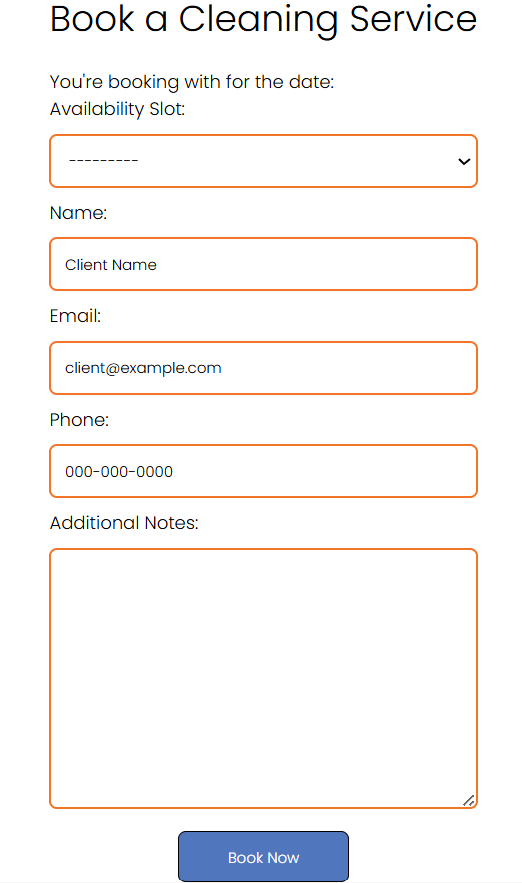 Book a Cleaning Service
You're booking with for the date:
Availability Slot:
---------
Name:
Client Name
Email:
client@example.com
Phone:
000-000-0000
Additional Notes:
Book Now